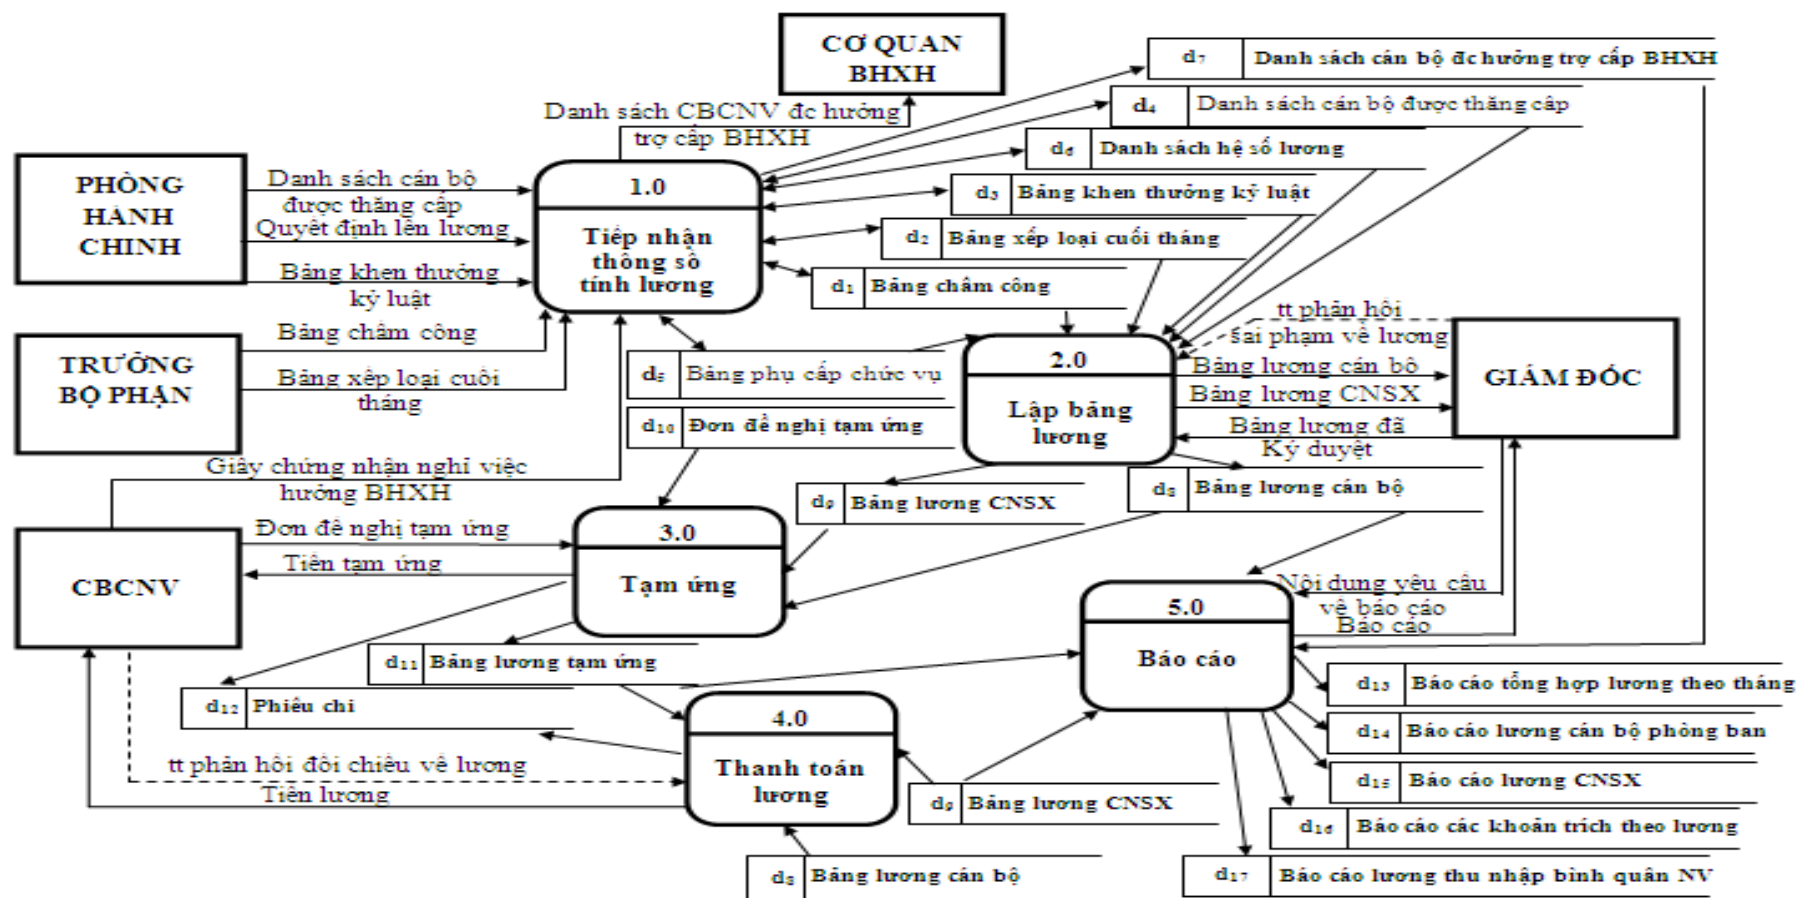 CƠ QUAN
BHXH
d7 Danh sách cán bộ đc hưởng trợ cấp BHXH
d4 Danh sách cán bộ được thăng cấp
d6 Danh sách hệ số lương
d3 Bảng khen thưởng kỷ luật
d2 Bảng xếp loại cuối tháng
d1 Bảng chấm công
Danh sách CBCNV đc hưởng
trợ cấp BHXH
PHÒNG
HÀNH
CHINH
Danh sách cán bộ
được thăng cấp
Quyết định lên lương
Bảng khen thưởng
kỷ luật
1.0
Tiếp nhận
thông số
tính lương
TRƯỞNG
BỘ PHẬN
Bảng chấm công
Bảng xếp loại cuối
tháng
d5 Bảng phụ cấp chức vụ
d10 Đơn đề nghị tạm ứng
2.0
Lập bảng
lương
tt phản hồi
sai phạm về lương
Bảng lương cán bộ
Bảng lương CNSX
Bảng lương đã
Ký duyệt
GIÁM ĐỐC
Giấy chứng nhận nghỉ việc
hưởng BHXH
d9 Bảng lương CNSX
d8 Bảng lương cán bộ
CBCNV
Đơn đề nghị tạm ứng
Tiền tạm ứng
3.0
Tạm ứng
Nội dung yêu cầu
về báo cáo
Báo cáo
5.0
Báo cáo
d11 Bảng lương tạm ứng
d12 Phiếu chi
4.0
Thanh toán
lương
tt phản hồi đối chiếu về lương
Tiền lương
d9 Bảng lương CNSX
d8 Bảng lương cán bộ
d13 Báo cáo tổng hợp lương theo tháng
d14 Báo cáo lương cán bộ phòng ban
d15 Báo cáo lương CNSX
d16 Báo cáo các khoản trích theo lương
d17 Báo cáo lương thu nhập bình quân NV